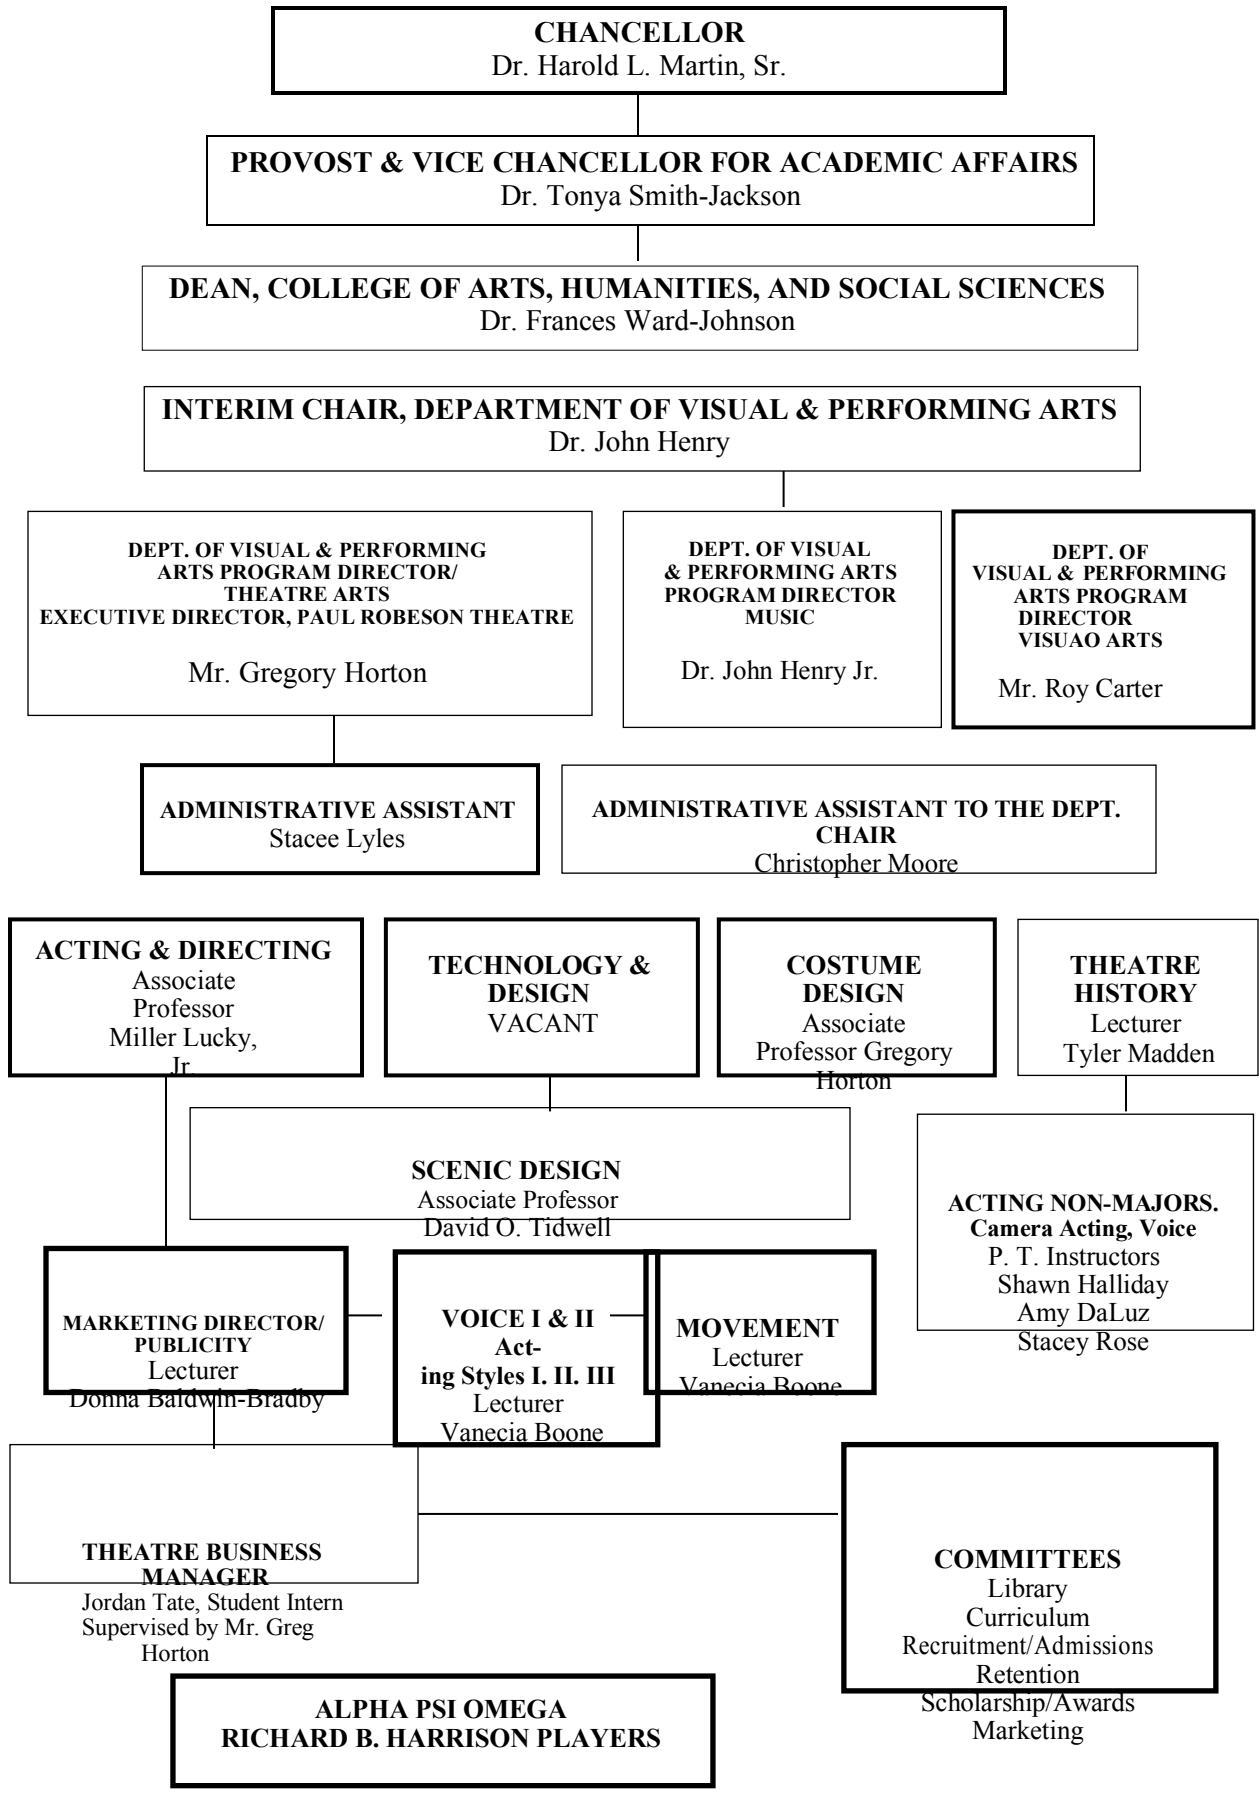 CHANCELLOR
Dr. Harold L. Martin, Sr.
PROVOST & VICE CHANCELLOR FOR ACADEMIC AFFAIRS
Dr. Tonya Smith-Jackson
DEAN, COLLEGE OF ARTS, HUMANITIES, AND SOCIAL SCIENCES
Dr. Frances Ward-Johnson
INTERIM CHAIR, DEPARTMENT OF VISUAL & PERFORMING ARTS
Dr. John Henry
DEPT. OF VISUAL & PERFORMING
ARTS PROGRAM DIRECTOR/
THEATRE ARTS
EXECUTIVE DIRECTOR, PAUL ROBESON THEATRE
Mr. Gregory Horton
DEPT. OF VISUAL
& PERFORMING ARTS
PROGRAM DIRECTOR
MUSIC
Dr. John Henry Jr.
DEPT. OF
VISUAL & PERFORMING
ARTS PROGRAM
DIRECTOR
VISUAO ARTS
Mr. Roy Carter
ADMINISTRATIVE ASSISTANT
Stacee Lyles
ADMINISTRATIVE ASSISTANT TO THE DEPT.
CHAIR
Christopher Moore
ACTING & DIRECTING
Associate
Professor
Miller Lucky,
Jr.
TECHNOLOGY &
DESIGN
VACANT
COSTUME
DESIGN
Associate
Professor Gregory
Horton
THEATRE
HISTORY
Lecturer
Tyler Madden
SCENIC DESIGN
Associate Professor
David O. Tidwell
ACTING NON-MAJORS.
Camera Acting, Voice
P. T. Instructors
Shawn Halliday
Amy DaLuz
Stacey Rose
MARKETING DIRECTOR/
PUBLICITY
Lecturer
Donna Baldwin-Bradby
VOICE I & II
Act-
ing Styles I. II. III
Lecturer
Vanecia Boone
MOVEMENT
Lecturer
Vanecia Boone
THEATRE BUSINESS
MANAGER
Jordan Tate, Student Intern
Supervised by Mr. Greg
Horton
COMMITTEES
Library
Curriculum
Recruitment/Admissions
Retention
Scholarship/Awards
Marketing
ALPHA PSI OMEGA
RICHARD B. HARRISON PLAYERS